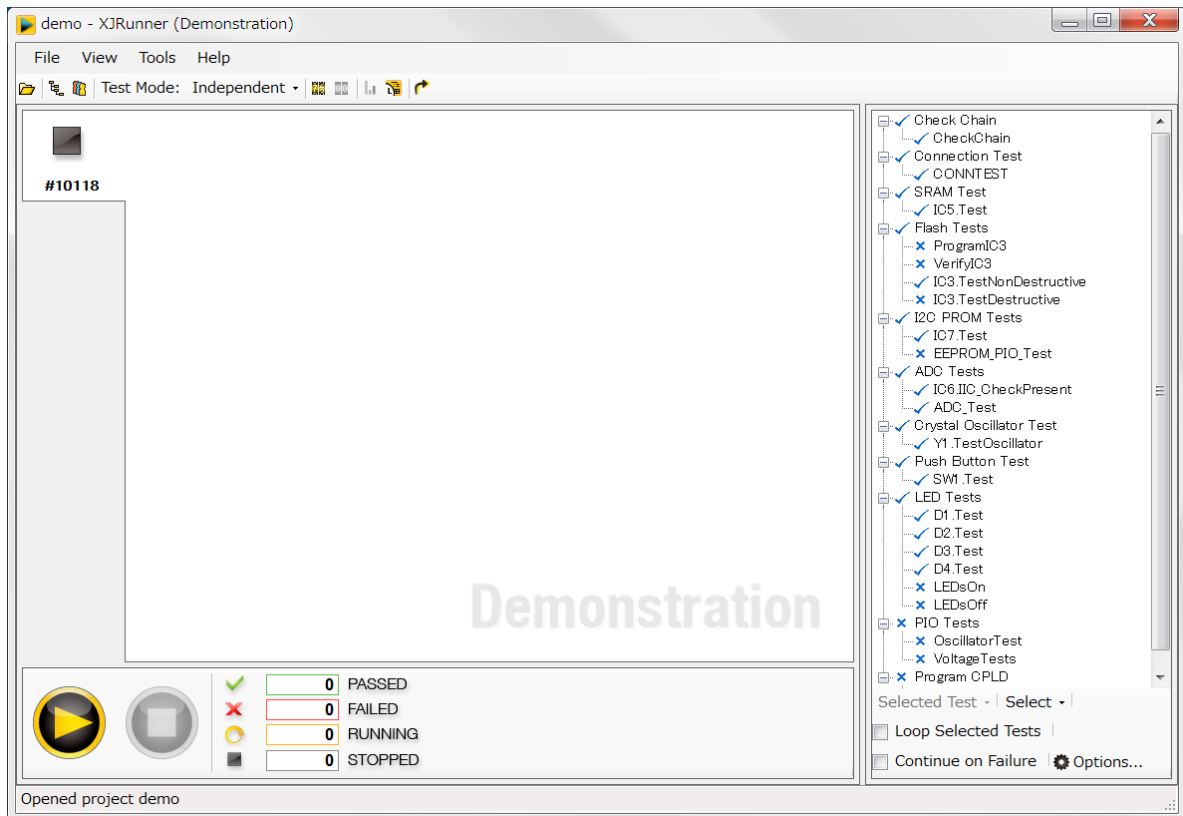 demo - XJRunner (Demonstration)
File View Tools Help
Test Mode: Independent
#10118
Demonstration
0 PASSED
0 FAILED
0 RUNNING
0 STOPPED
Check Chain
CheckChain
Connection Test
CONNTEST
SRAM Test
IC5.Test
Flash Tests
ProgramIC3
VerifyIC3
IC3.TestNonDestructive
IC3.TestDestructive
I2C PROM Tests
IC7.Test
EEPROM_PIO_Test
ADC Tests
IC6.IIC_CheckPresent
ADC_Test
Crystal Oscillator Test
Y1.TestOscillator
Push Button Test
SW1.Test
LED Tests
D1.Test
D2.Test
D3.Test
D4.Test
LEDsOn
LEDsOff
PIO Tests
OscillatorTest
VoltageTests
Program CPLD
Selected Test Select
Loop Selected Tests
Continue on Failure Options...
Opened project demo